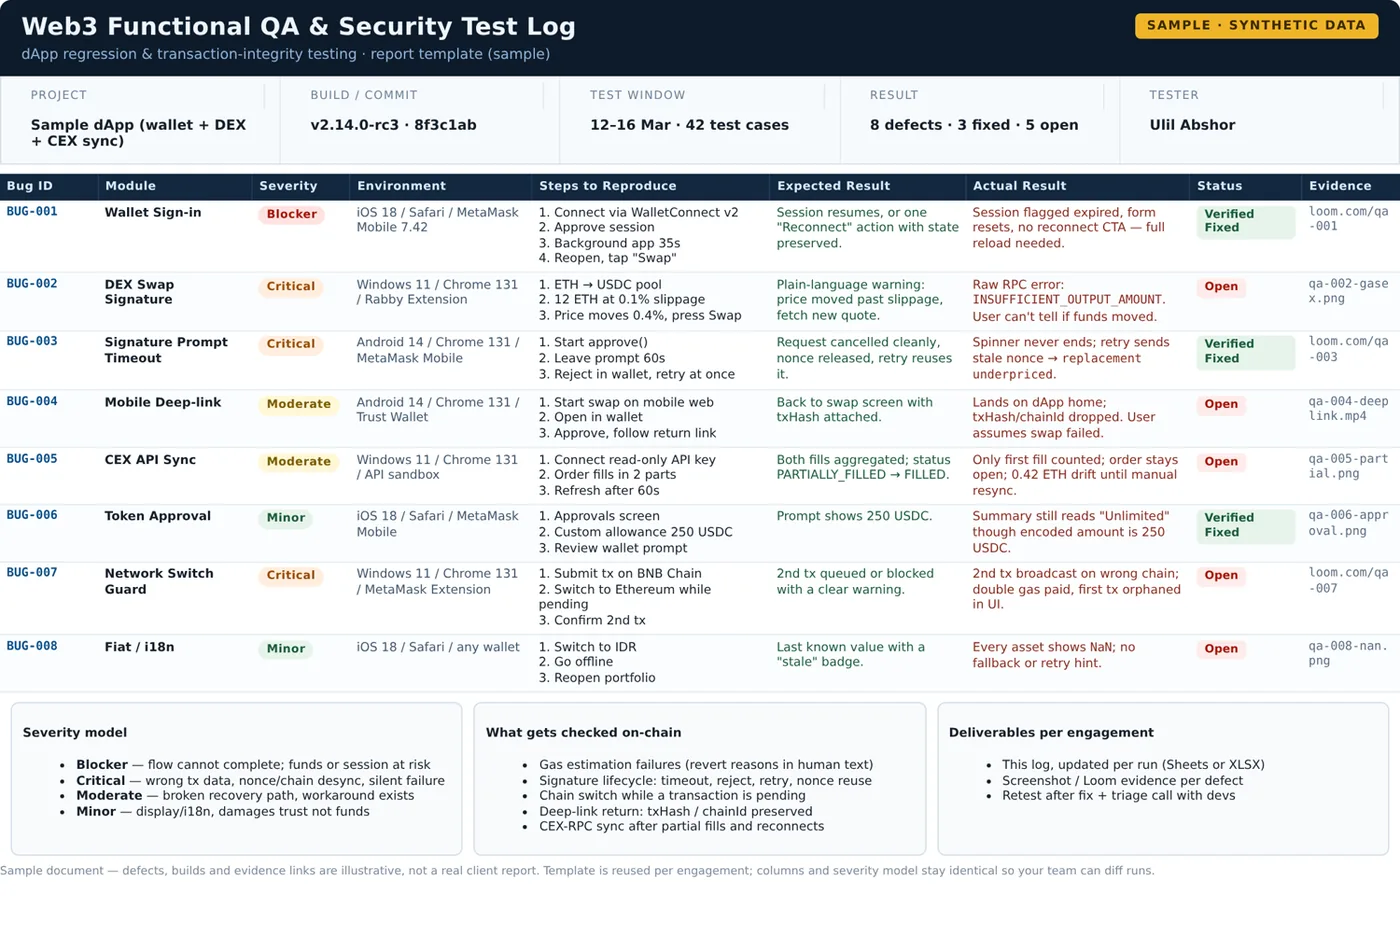 Web3 Functional QA & Security Test Log
SAMPLE · SYNTHETIC DATA
dApp regression & transaction-integrity testing · report template (sample)
PROJECT
Sample dApp (wallet + DEX
+ CEX sync)
BUILD / COMMIT
v2.14.0-rc3 · 8f3c1ab
TEST WINDOW
12–16 Mar · 42 test cases
RESULT
8 defects · 3 fixed · 5 open
TESTER
Ulil Abshor
Bug ID Module Severity Environment Steps to Reproduce Expected Result Actual Result Status Evidence
BUG-001
Wallet Sign-in
Blocker
iOS 18 / Safari / MetaMask
Mobile 7.42
1. Connect via WalletConnect v2
2. Approve session
3. Background app 35s
4. Reopen, tap "Swap"
Session resumes, or one
"Reconnect" action with state
preserved.
Session flagged expired, form
resets, no reconnect CTA — full
reload needed.
Verified
Fixed
loom.com/qa
-001
BUG-002
DEX Swap
Signature
Critical
Windows 11 / Chrome 131
/ Rabby Extension
1. ETH → USDC pool
2. 12 ETH at 0.1% slippage
3. Price moves 0.4%, press Swap
Plain-language warning:
price moved past slippage,
fetch new quote.
Raw RPC error:
INSUFFICIENT_OUTPUT_AMOUNT.
User can't tell if funds moved.
Open
qa-002-gase
x.png
BUG-003
Signature Prompt
Timeout
Critical
Android 14 / Chrome 131 /
MetaMask Mobile
1. Start approve()
2. Leave prompt 60s
3. Reject in wallet, retry at once
Request cancelled cleanly,
nonce released, retry reuses
it.
Spinner never ends; retry sends
stale nonce → replacement
underpriced.
Verified
Fixed
loom.com/qa
-003
BUG-004
Mobile Deep-link
Moderate
Android 14 / Chrome 131 /
Trust Wallet
1. Start swap on mobile web
2. Open in wallet
3. Approve, follow return link
Back to swap screen with
txHash attached.
Lands on dApp home;
txHash/chainId dropped. User
assumes swap failed.
Open
qa-004-deep
link.mp4
BUG-005
CEX API Sync
Moderate
Windows 11 / Chrome 131
/ API sandbox
1. Connect read-only API key
2. Order fills in 2 parts
3. Refresh after 60s
Both fills aggregated; status
PARTIALLY_FILLED → FILLED.
Only first fill counted; order stays
open; 0.42 ETH drift until manual
resync.
Open
qa-005-part
ial.png
BUG-006
Token Approval
Minor
iOS 18 / Safari / MetaMask
Mobile
1. Approvals screen
2. Custom allowance 250 USDC
3. Review wallet prompt
Prompt shows 250 USDC.
Summary still reads "Unlimited"
though encoded amount is 250
USDC.
Verified
Fixed
qa-006-appr
oval.png
BUG-007
Network Switch
Guard
Critical
Windows 11 / Chrome 131
/ MetaMask Extension
1. Submit tx on BNB Chain
2. Switch to Ethereum while
pending
3. Confirm 2nd tx
2nd tx queued or blocked
with a clear warning.
2nd tx broadcast on wrong chain;
double gas paid, first tx orphaned
in UI.
Open
loom.com/qa
-007
BUG-008
Fiat / i18n
Minor
iOS 18 / Safari / any wallet
1. Switch to IDR
2. Go offline
3. Reopen portfolio
Last known value with a
"stale" badge.
Every asset shows NaN; no
fallback or retry hint.
Open
qa-008-nan.
png
Severity model
• Blocker — flow cannot complete; funds or session at risk
• Critical — wrong tx data, nonce/chain desync, silent failure
• Moderate — broken recovery path, workaround exists
• Minor — display/i18n, damages trust not funds
What gets checked on-chain
• Gas estimation failures (revert reasons in human text)
• Signature lifecycle: timeout, reject, retry, nonce reuse
• Chain switch while a transaction is pending
• Deep-link return: txHash / chainId preserved
• CEX-RPC sync after partial fills and reconnects
Deliverables per engagement
• This log, updated per run (Sheets or XLSX)
• Screenshot / Loom evidence per defect
• Retest after fix + triage call with devs
Sample document — defects, builds and evidence links are illustrative, not a real client report. Template is reused per engagement; columns and severity model stay identical so your team can diff runs.